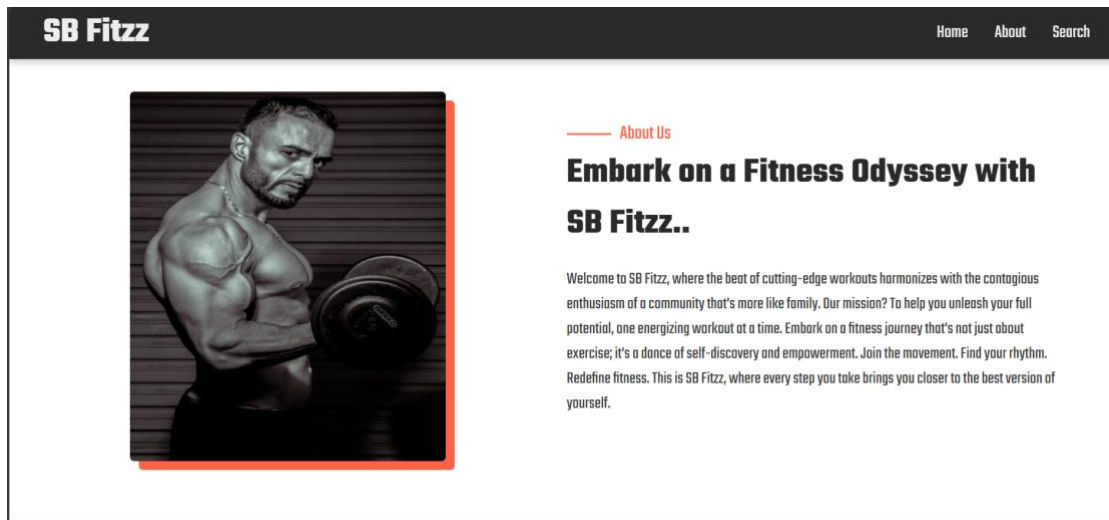 SB Fitzz
Home About Search
About Us
Embark on a Fitness Odyssey with
SB Fitzz..
Welcome to SB Fitzz, where the beat of cutting-edge workouts harmonizes with the contagious
enthusiasm of a community that's more like family. Our mission? To help you unleash your full
potential, one energizing workout at a time. Embark on a fitness journey that's not just about
exercise; it's a dance of self-discovery and empowerment. Join the movement. Find your rhythm.
Redefine fitness. This is SB Fitzz, where every step you take brings you closer to the best version of
yourself.